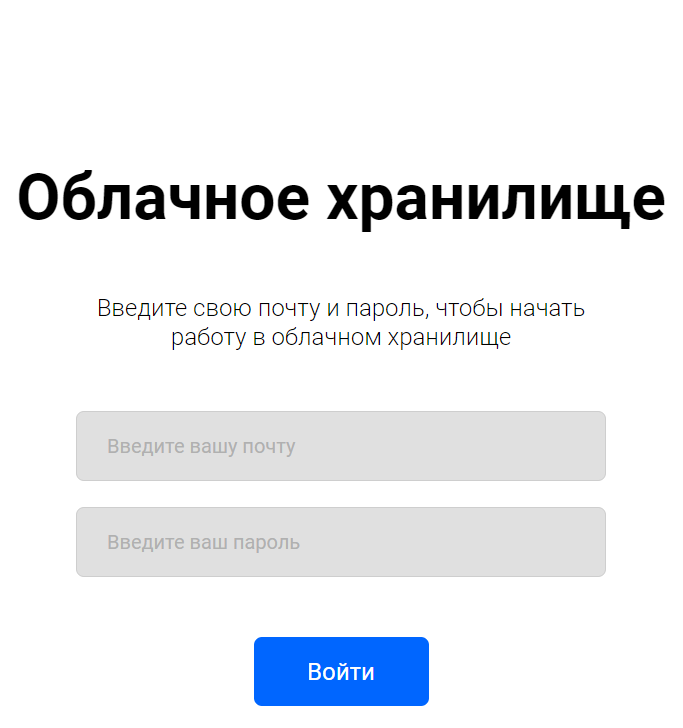 Облачное хранилище
Введите свою почту и пароль, чтобы начать
работу в облачном хранилище
Введите вашу почту
Введите ваш пароль
Войти